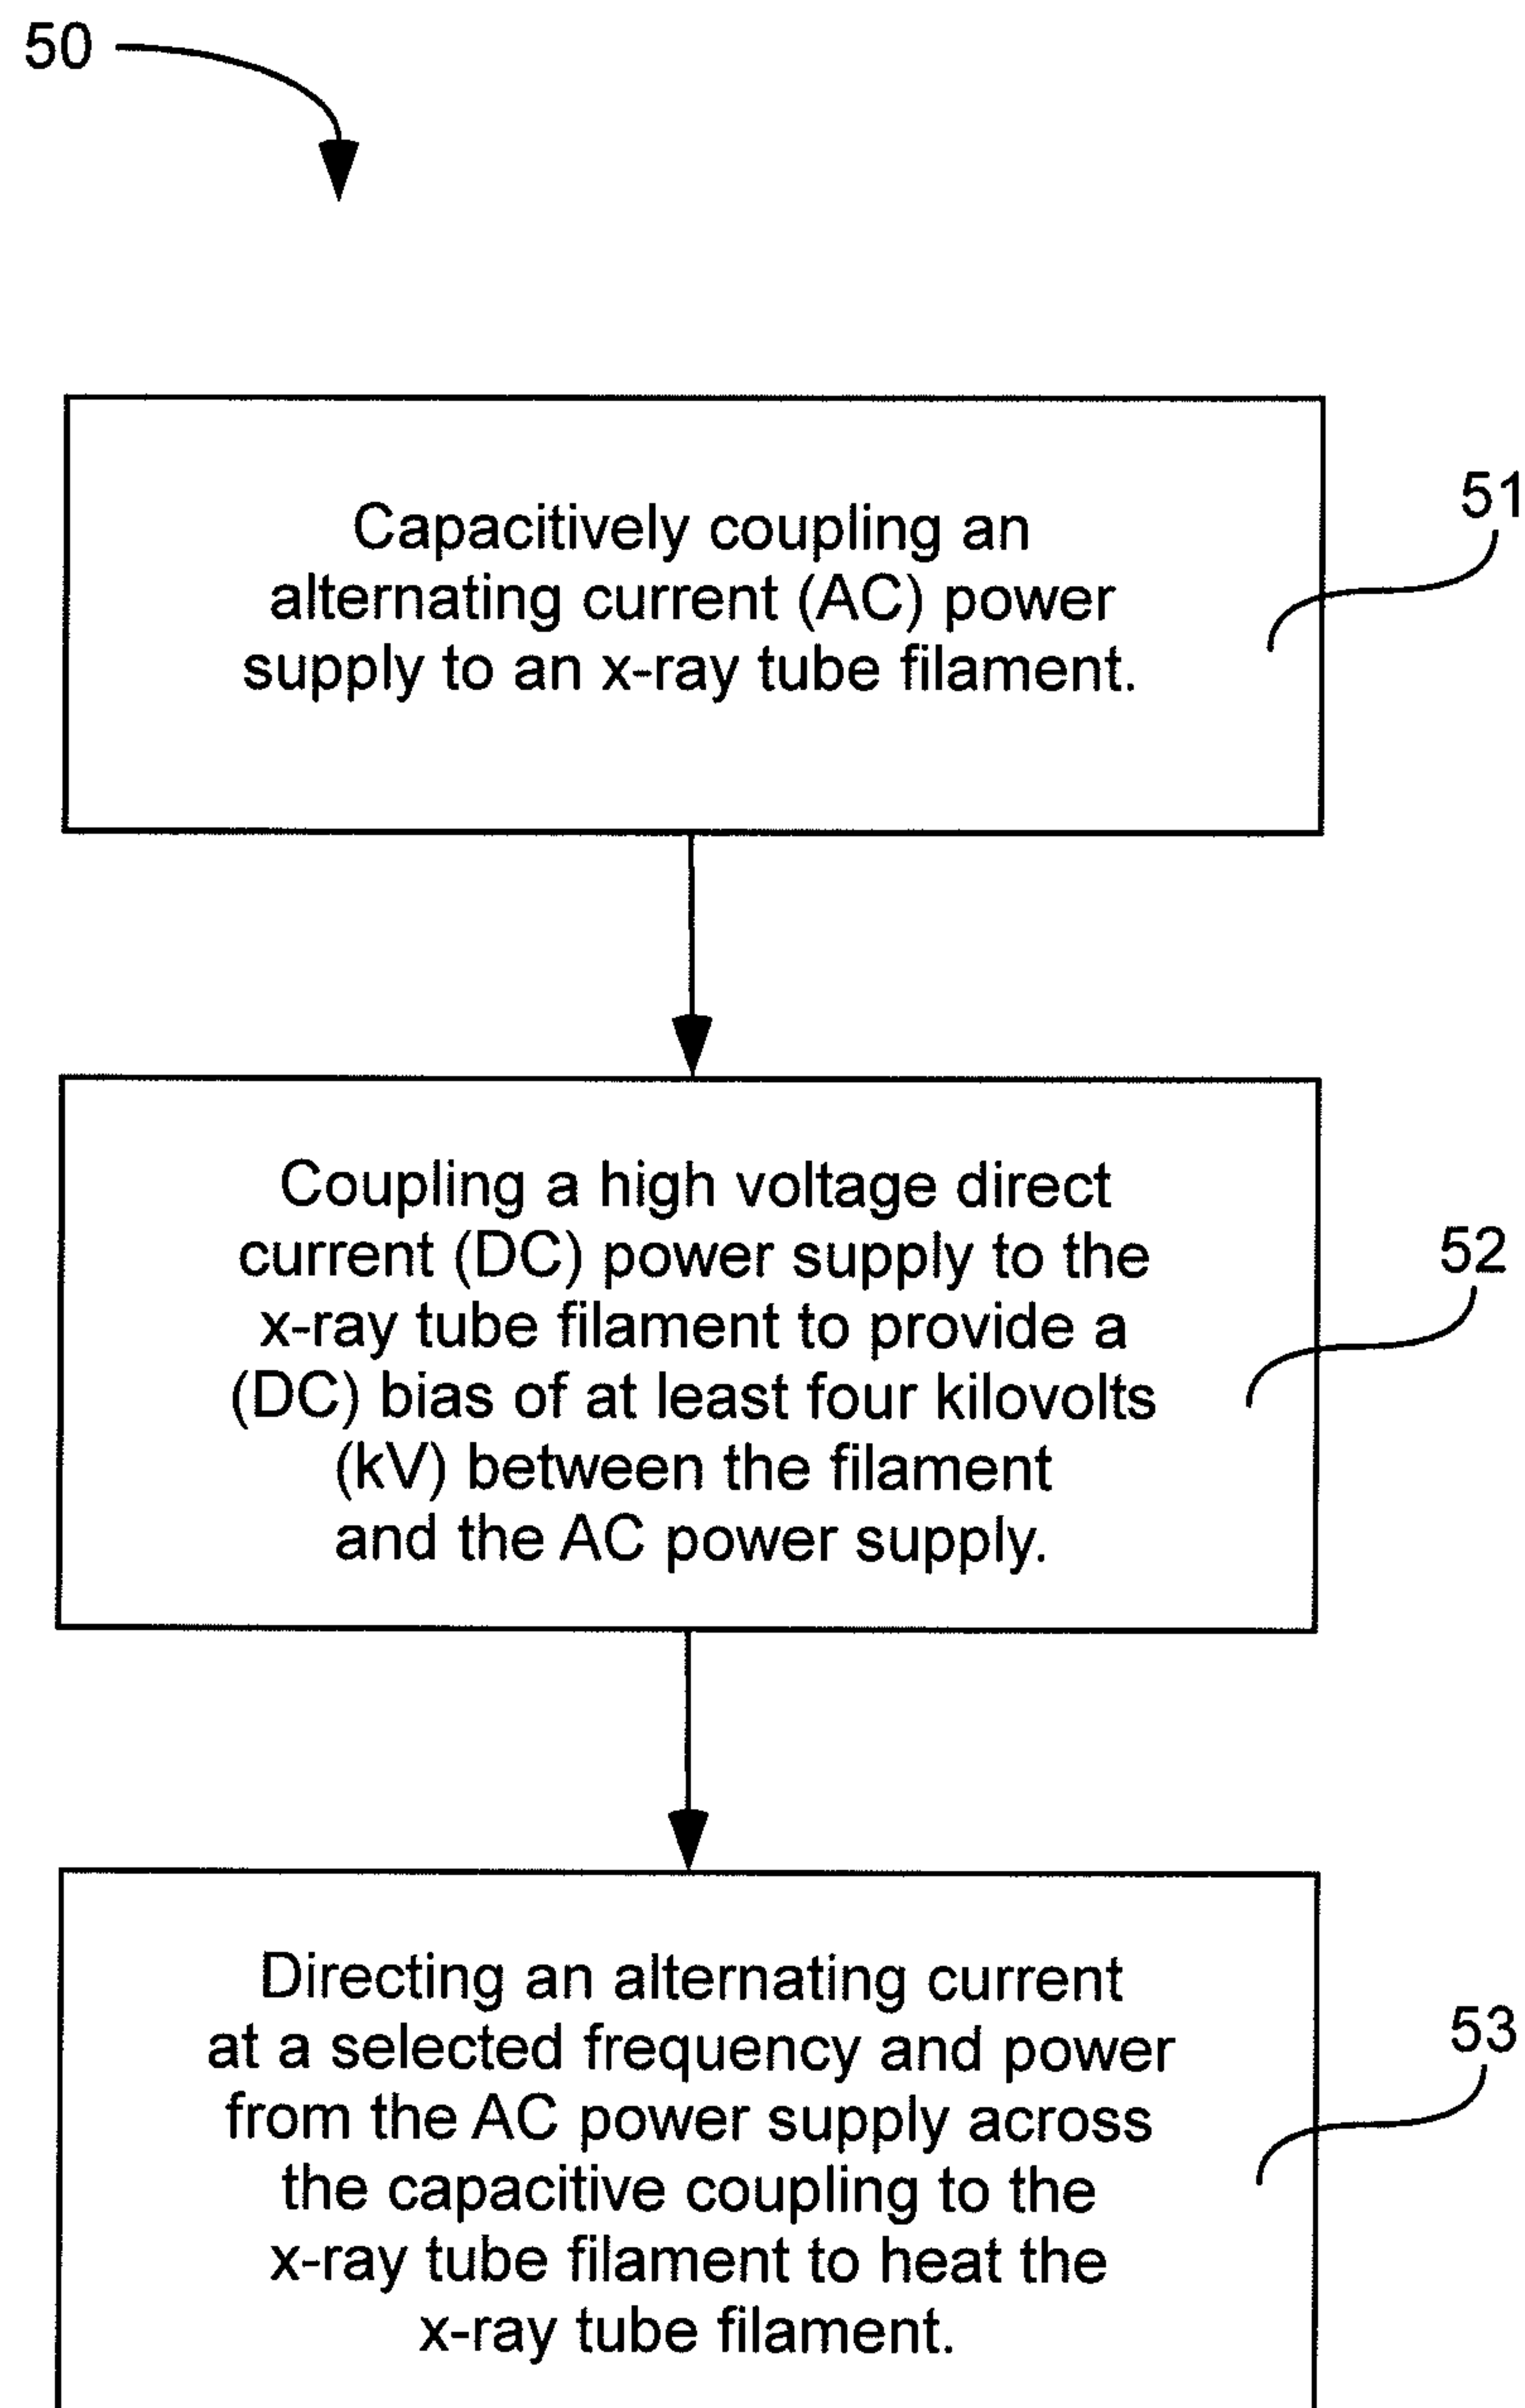 50
Capacitively coupling an
alternating current (AC) power
supply to an x-ray tube filament.
51
Coupling a high voltage direct
current (DC) power supply to the
x-ray tube filament to provide a
(DC) bias of at least four kilovolts
(kV) between the filament
and the AC power supply.
52
Directing an alternating current
at a selected frequency and power
from the AC power supply across
the capacitive coupling to the
x-ray tube filament to heat the
x-ray tube filament.
53